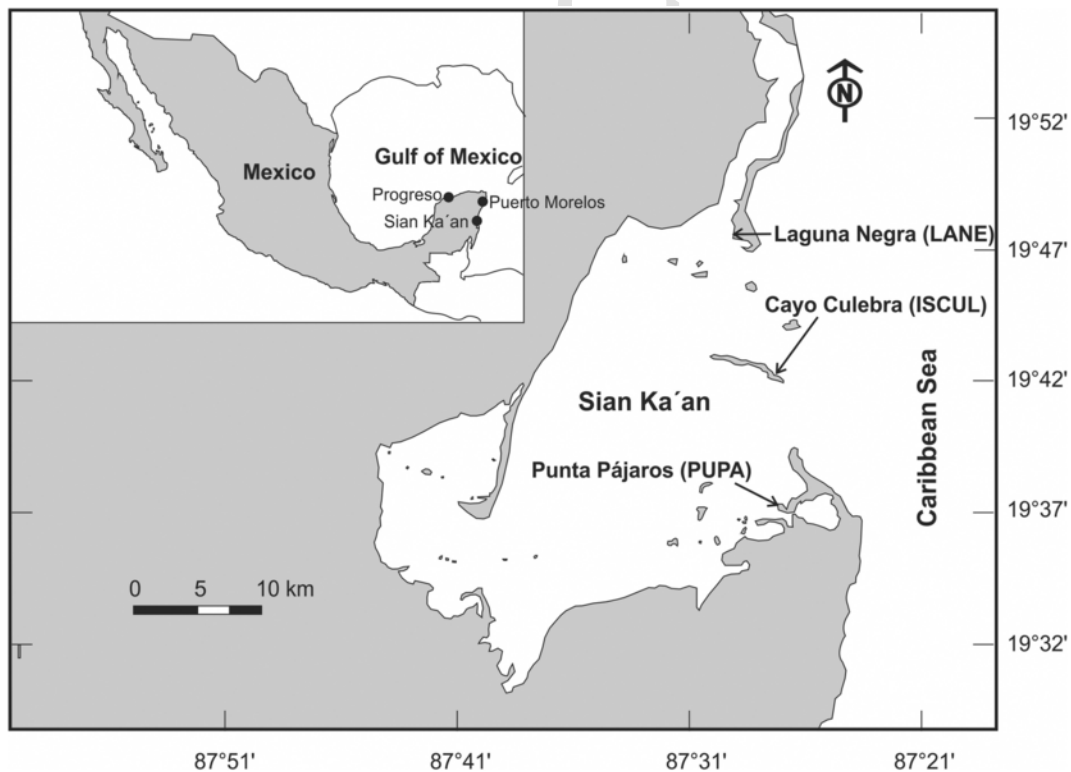 Gulf of Mexico
Mexico
Progreso
Puerto Morelos
Sian Ka´an
N
19°52'
Laguna Negra (LANE)
19°47'
Cayo Culebra (ISCUL)
19°42'
Sian Ka´an
Caribbean Sea
Punta Pájaros (PUPA)
19°37'
0 5 10 km
19°32'
T
87°51' 87°41' 87°31' 87°21'